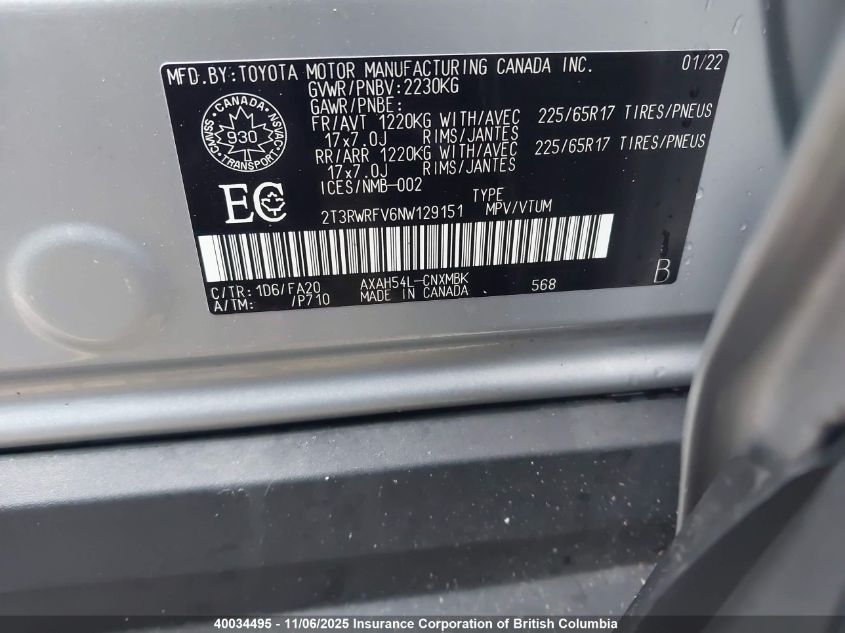 MFD.BY:TOYOTA MOTOR MANUFACTURING CANADA INC. 01/22
GVWR/PNBV:2230KG
GAWR/PNBE:
FR/AVT 1220KG WITH/AVEC 225/65R17 TIRES/PNEUS
17x7.0J RIMS/JANTES
RR/ARR 1220KG WITH/AVEC 225/65R17 TIRES/PNEUS
17x7.0J RIMS/JANTES
ICES/NMB-002
CANADA
CMVSS NSVAC
930
TRANSPORT
EC
TYPE
2T3RWRFV6NW129151 MPV/VTUM
C/TR: 1D6/FA20 AXAH54L-CNXMBK 568 B
A/TM: /P710 MADE IN CANADA
40034495 - 11/06/2025 Insurance Corporation of British Columbia